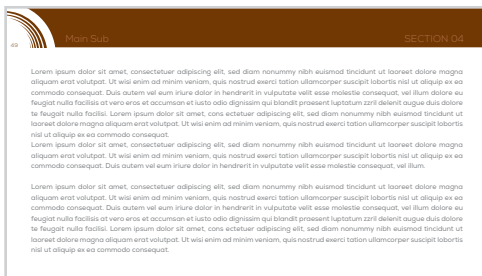 49
Main Sub
SECTION 04
Lorem ipsum dolor sit amet, consectetuer adipiscing elit, sed diam nonummy nibh euismod tincidunt ut laoreet dolore magna
aliquam erat volutpat. Ut wisi enim ad minim veniam, quis nostrud exerci tation ullamcorper suscipit lobortis nisl ut aliquip ex ea
commodo consequat. Duis autem vel eum iriure dolor in hendrerit in vulputate velit esse molestie consequat, vel illum dolore eu
feugiat nulla facilisis at vero eros et accumsan et iusto odio dignissim qui blandit praesent luptatum zzril delenit augue duis dolore
te feugait nulla facilisi. Lorem ipsum dolor sit amet, cons ectetuer adipiscing elit, sed diam nonummy nibh euismod tincidunt ut
laoreet dolore magna aliquam erat volutpat. Ut wisi enim ad minim veniam, quis nostrud exerci tation ullamcorper suscipit lobortis
nisl ut aliquip ex ea commodo consequat.
Lorem ipsum dolor sit amet, consectetuer adipiscing elit, sed diam nonummy nibh euismod tincidunt ut laoreet dolore magna
aliquam erat volutpat. Ut wisi enim ad minim veniam, quis nostrud exerci tation ullamcorper suscipit lobortis nisl ut aliquip ex ea
commodo consequat. Duis autem vel eum iriure dolor in hendrerit in vulputate velit esse molestie consequat, vel illum.
Lorem ipsum dolor sit amet, consectetuer adipiscing elit, sed diam nonummy nibh euismod tincidunt ut laoreet dolore magna
aliquam erat volutpat. Ut wisi enim ad minim veniam, quis nostrud exerci tation ullamcorper suscipit lobortis nisl ut aliquip ex ea
commodo consequat. Duis autem vel eum iriure dolor in hendrerit in vulputate velit esse molestie consequat, vel illum dolore eu
feugiat nulla facilisis at vero eros et accumsan et iusto odio dignissim qui blandit praesent luptatum zzril delenit augue duis dolore
te feugait nulla facilisi. Lorem ipsum dolor sit amet, cons ectetuer adipiscing elit, sed diam nonummy nibh euismod tincidunt ut
laoreet dolore magna aliquam erat volutpat. Ut wisi enim ad minim veniam, quis nostrud exerci tation ullamcorper suscipit lobortis
nisl ut aliquip ex ea commodo consequat.